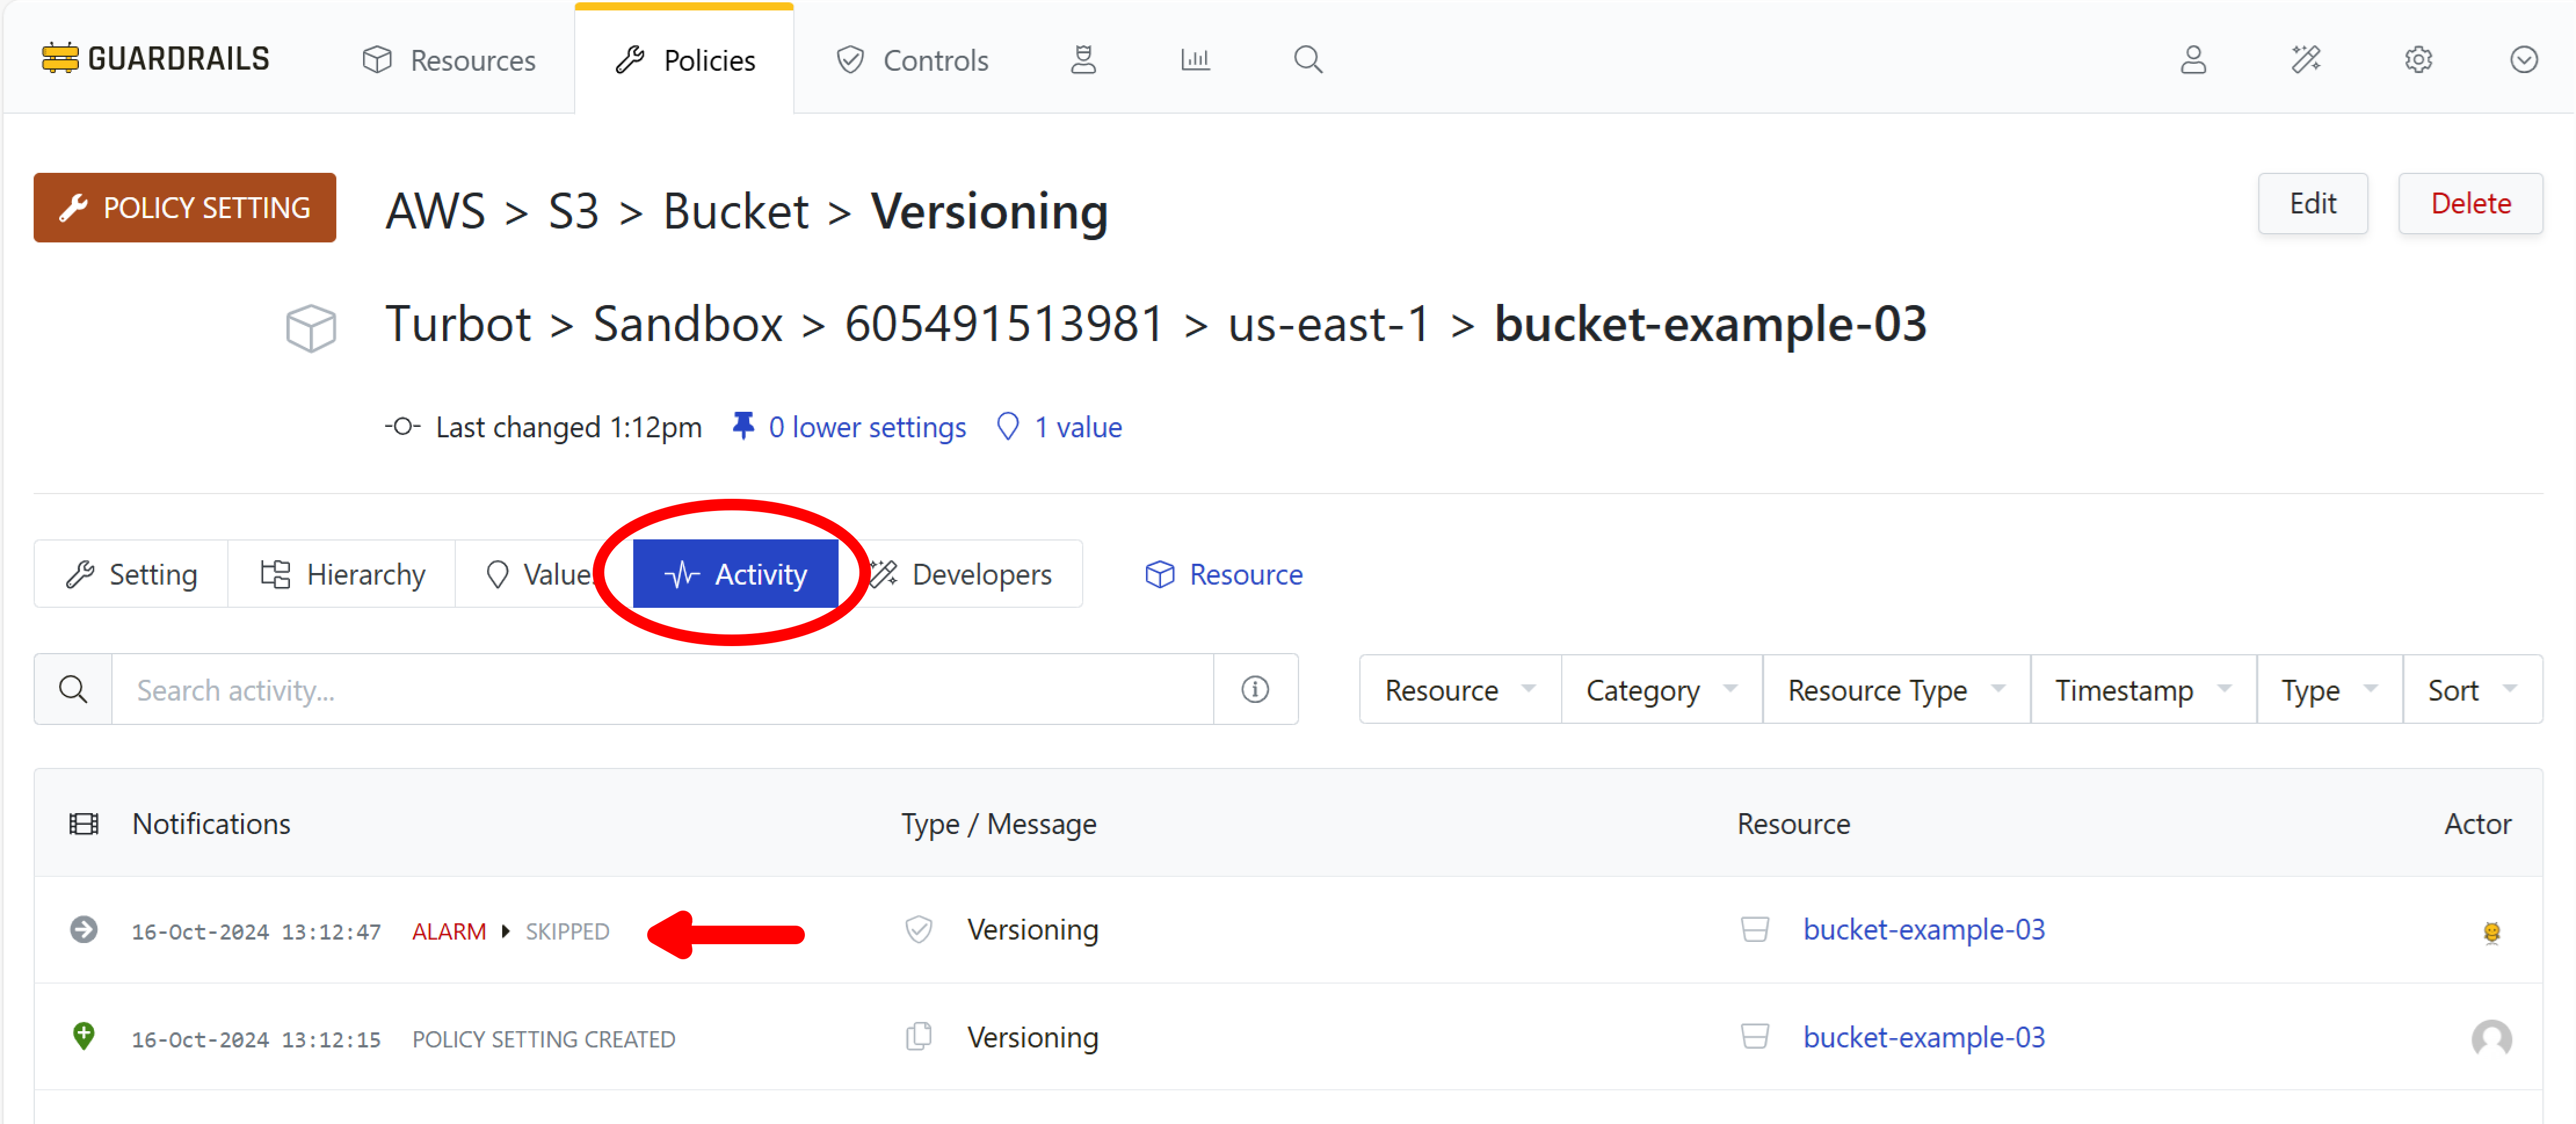 GUARDRAILS Resources Policies Controls
POLICY SETTING AWS > S3 > Bucket > Versioning Edit Delete
Turbot > Sandbox > 605491513981 > us-east-1 > bucket-example-03
Last changed 1:12pm 0 lower settings 1 value
Setting Hierarchy Values Activity Developers Resource
Search activity... Resource Category Resource Type Timestamp Type Sort
Notifications Type / Message Resource Actor
16-Oct-2024 13:12:47 ALARM SKIPPED Versioning bucket-example-03
16-Oct-2024 13:12:15 POLICY SETTING CREATED Versioning bucket-example-03